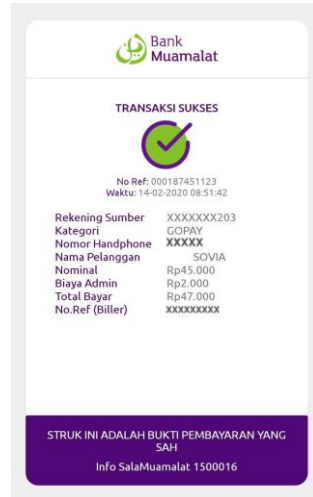 Bank
Muamalat
TRANSAKSI SUKSES
No Ref: 000187451123
Waktu: 14-02-2020 08:51:42
Rekening Sumber XXXXXXX203
Kategori GOPAY
Nomor Handphone XXXXX
Nama Pelanggan SOVIA
Nominal Rp45.000
Biaya Admin Rp2.000
Total Bayar Rp47.000
No.Ref (Biller) xxxxxxxxx
STRUK INI ADALAH BUKTI PEMBAYARAN YANG
SAH
Info SalaMuamalat 1500016